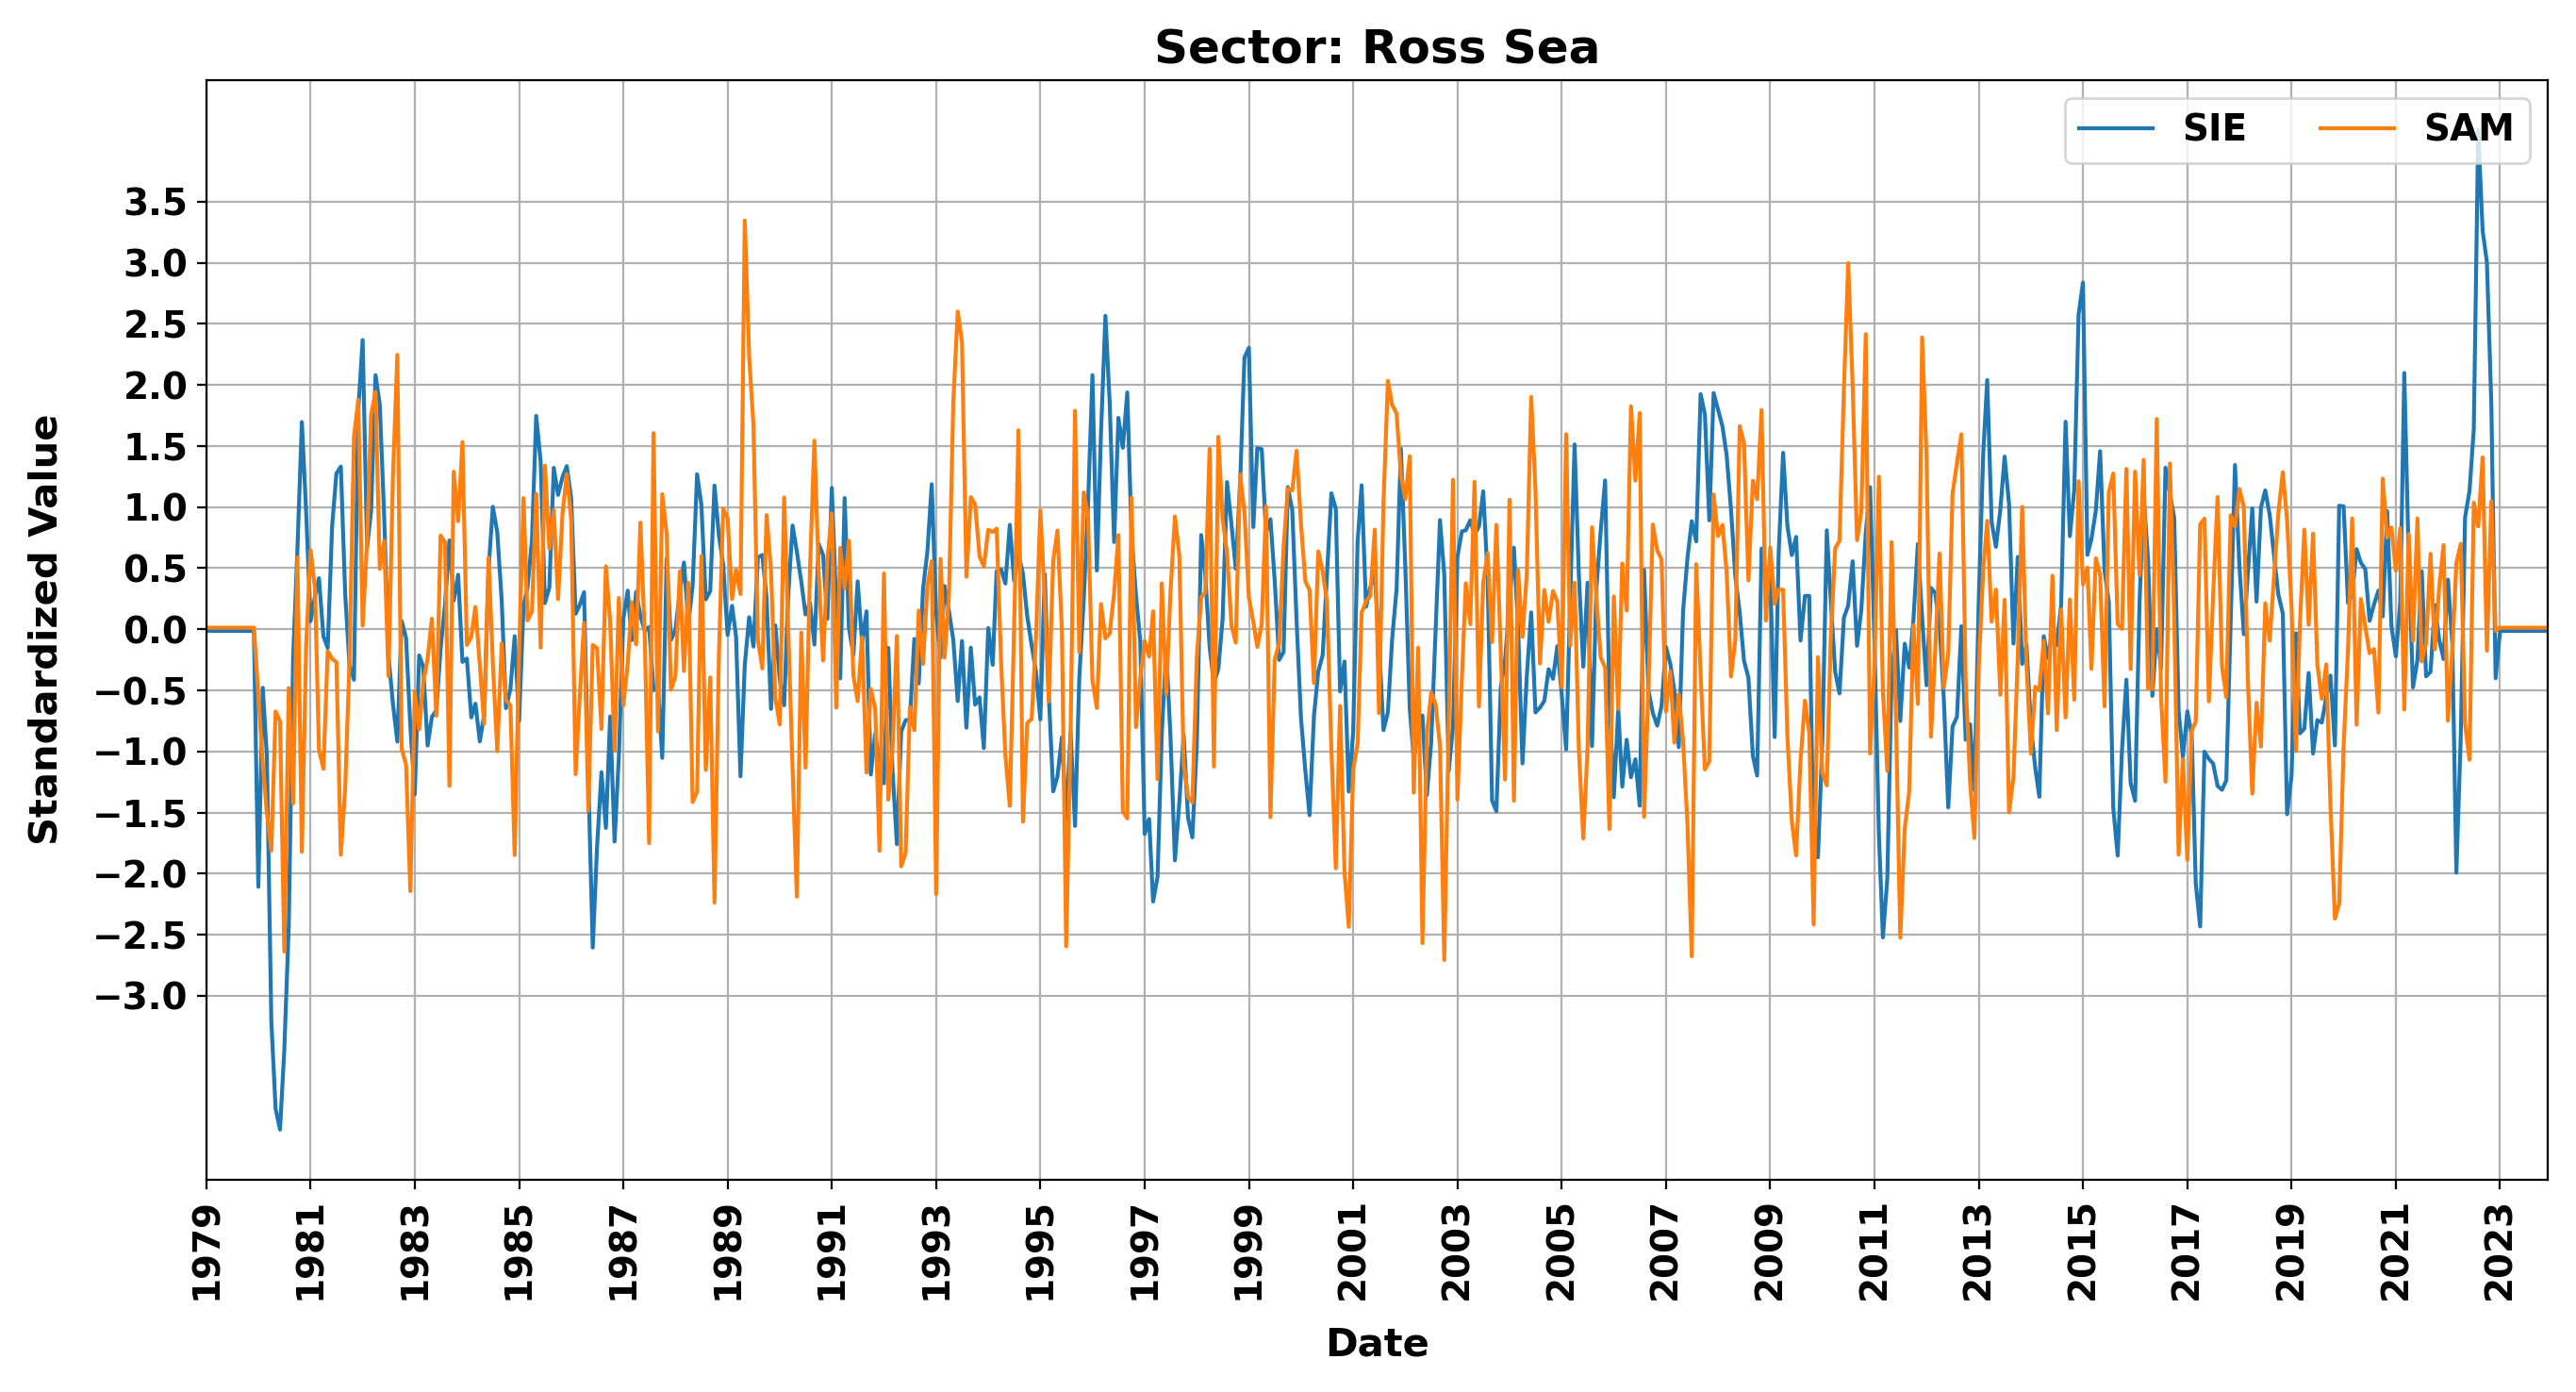 Sector: Ross Sea
SIE SAM
Standardized Value
3.5
3.0
2.5
2.0
1.5
1.0
0.5
0.0
−0.5
−1.0
−1.5
−2.0
−2.5
−3.0
1979 1981 1983 1985 1987 1989 1991 1993 1995 1997 1999 2001 2003 2005 2007 2009 2011 2013 2015 2017 2019 2021 2023
Date